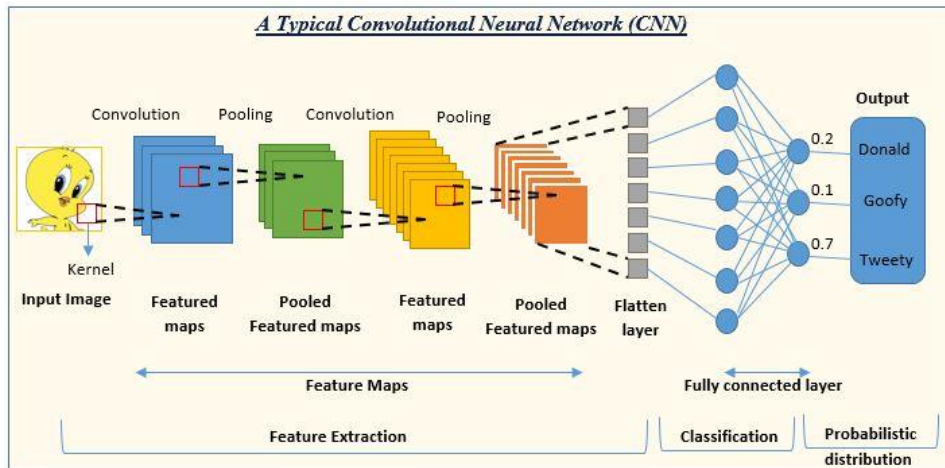 A Typical Convolutional Neural Network (CNN)
Convolution
Pooling
Convolution
Pooling
Output
0.2
Donald
0.1
Goofy
0.7
Tweety
Kernel
Input Image
Featured
maps
Pooled
Featured maps
Featured
maps
Pooled
Featured maps
Flatten
layer
Feature Maps
Fully connected layer
Feature Extraction
Classification
Probabilistic
distribution